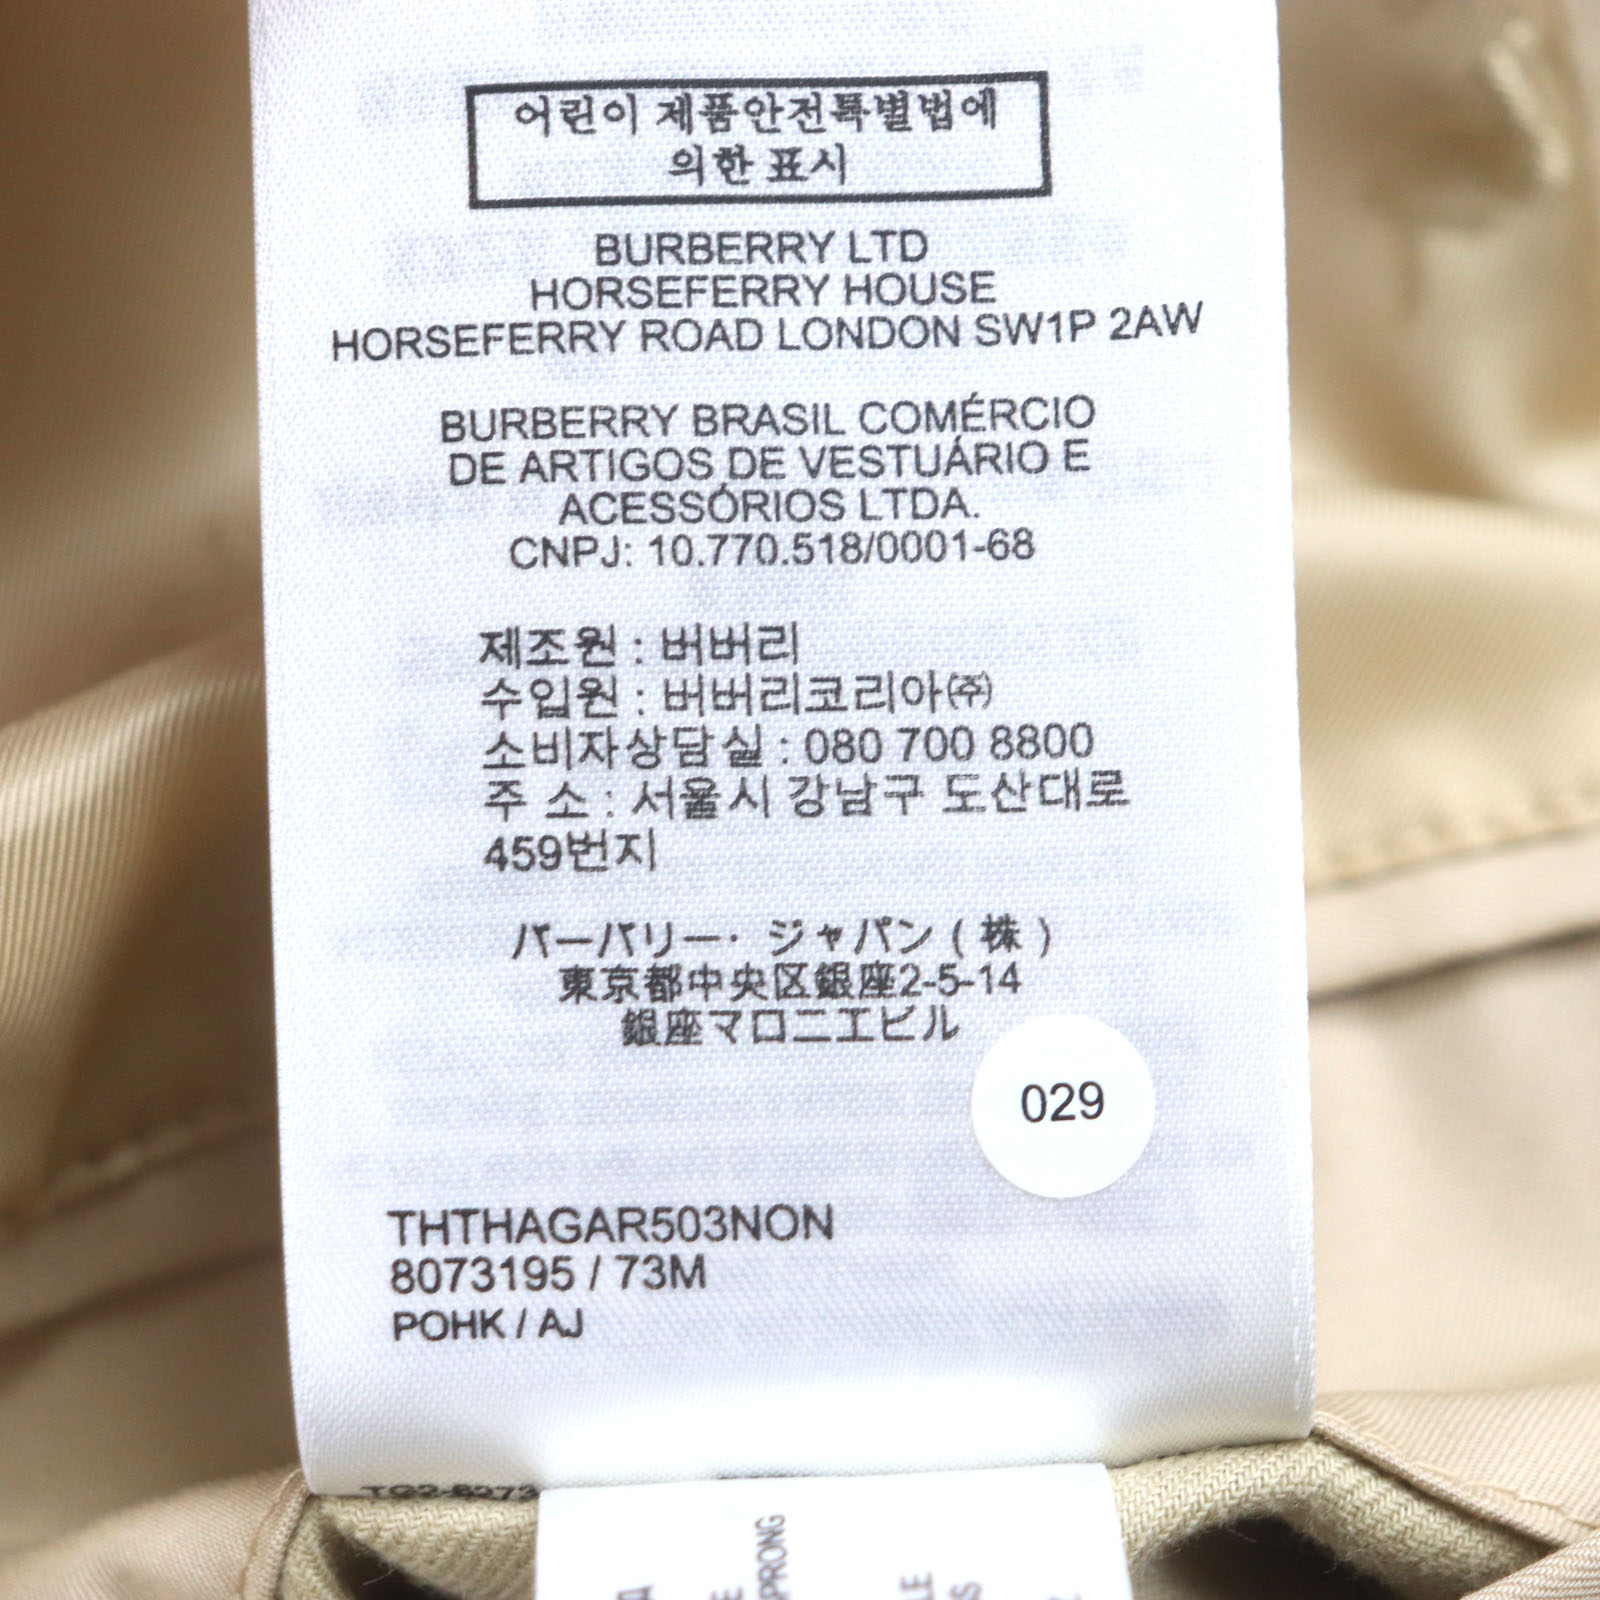 어린이 제품안전특별법에
의한 표시
BURBERRY LTD
HORSEFERRY HOUSE
HORSEFERRY ROAD LONDON SW1P 2AW
BURBERRY BRASIL COMÉRCIO
DE ARTIGOS DE VESTUÁRIO E
ACESSÓRIOS LTDA.
CNPJ: 10.770.518/0001-68
제조원 : 버버리
수입원 : 버버리코리아㈜
소비자상담실 : 080 700 8800
주 소 : 서울시 강남구 도산대로
459번지
バーバリー・ジャパン ( 株 )
東京都中央区銀座2-5-14
銀座マロニエビル
029
THTHAGAR503NON
8073195 / 73M
POHK / AJ